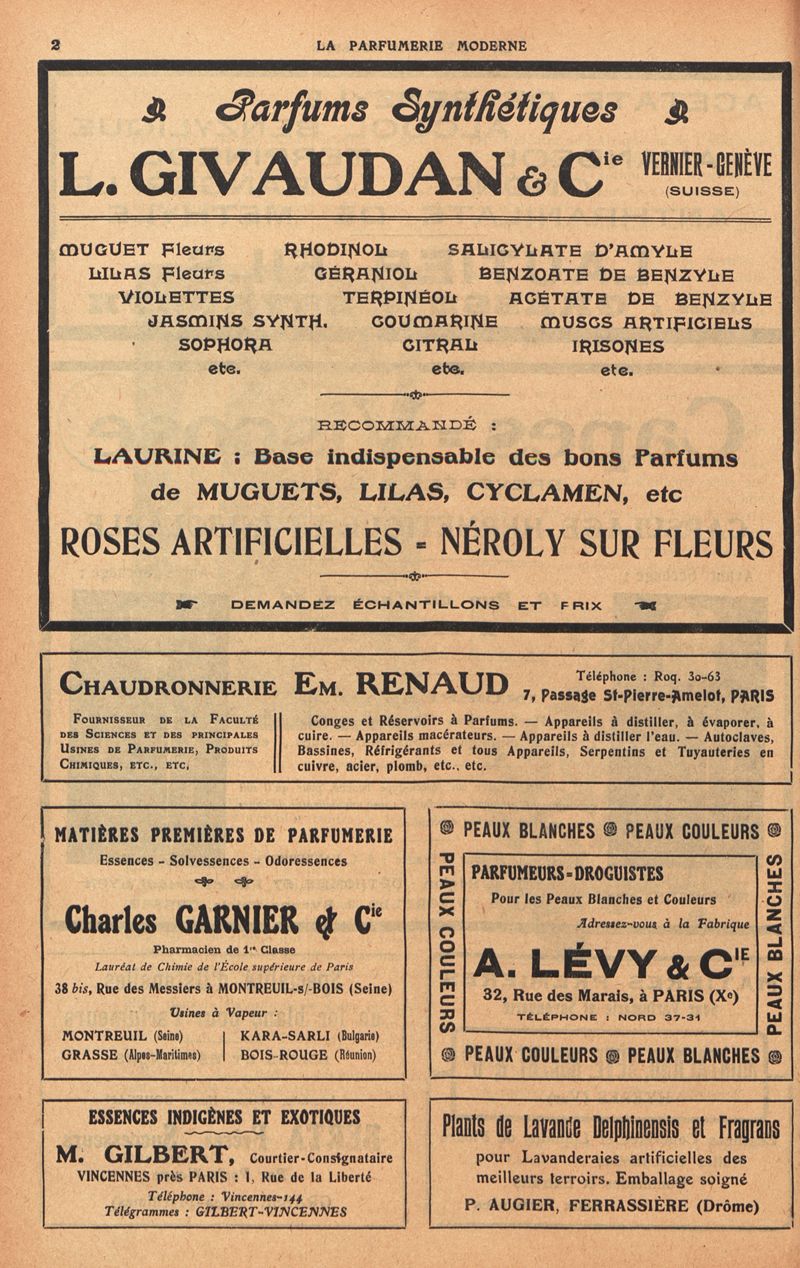 2
LA PARFUMERIE MODERNE
Parfums Synthétiques
L. GIVAUDAN & Cie VERNIER-GENÈVE
(SUISSE)
MUGUET Fleurs RHODINOL SALICYLATE D'AMYLE
LILAS Fleurs GÉRANIOL BENZOATE DE BENZYLE
VIOLETTES TERPINÉOL ACÉTATE DE BENZYLE
JASMINS SYNTH. COUMARINE MUSCS ARTIFICIELS
SOPHORA CITRAL IRISONES
etc. etc. etc.
RECOMMANDÉ :
LAURINE : Base indispensable des bons Parfums
de MUGUETS, LILAS, CYCLAMEN, etc
ROSES ARTIFICIELLES - NÉROLY SUR FLEURS
DEMANDEZ ÉCHANTILLONS ET PRIX
CHAUDRONNERIE EM. RENAUD
Téléphone : Roq. 30-63
7, Passage St-Pierre-Amelot, PARIS
FOURNISSEUR DE LA FACULTÉ
DES SCIENCES ET DES PRINCIPALES
USINES DE PARFUMERIE, PRODUITS
CHIMIQUES, ETC., ETC,
Conges et Réservoirs à Parfums. — Appareils à distiller, à évaporer, à
cuire. — Appareils macérateurs. — Appareils à distiller l'eau. — Autoclaves,
Bassines, Réfrigérants et tous Appareils, Serpentins et Tuyauteries en
cuivre, acier, plomb, etc., etc.
MATIÈRES PREMIÈRES DE PARFUMERIE
Essences - Solvessences - Odoressences
Charles GARNIER & Cie
Pharmacien de 1re Classe
Lauréat de Chimie de l'École supérieure de Paris
38 bis, Rue des Messiers à MONTREUIL-s/-BOIS (Seine)
Usines à Vapeur :
MONTREUIL (Seine) KARA-SARLI (Bulgarie)
GRASSE (Alpes-Maritimes) BOIS-ROUGE (Réunion)
PEAUX BLANCHES PEAUX COULEURS
PEAUX COULEURS
PARFUMEURS-DROGUISTES
Pour les Peaux Blanches et Couleurs
Adressez-vous à la Fabrique
A. LÉVY & CIE
32, Rue des Marais, à PARIS (Xe)
TÉLÉPHONE : NORD 37-31
PEAUX BLANCHES
PEAUX COULEURS PEAUX BLANCHES
ESSENCES INDIGÈNES ET EXOTIQUES
M. GILBERT, Courtier-Consignataire
VINCENNES près PARIS : 1, Rue de la Liberté
Téléphone : Vincennes-144
Télégrammes : GILBERT-VINCENNES
Plants de Lavande Delphinensis et Fragrans
pour Lavanderaies artificielles des
meilleurs terroirs. Emballage soigné
P. AUGIER, FERRASSIÈRE (Drôme)